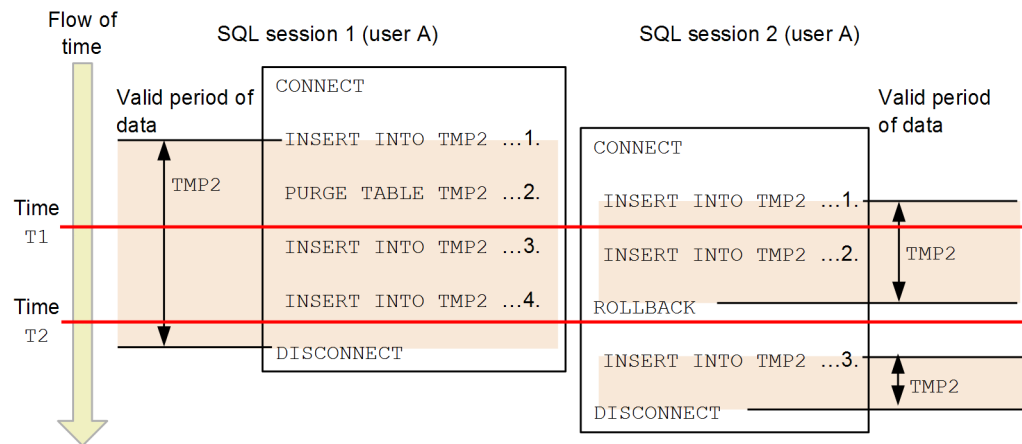 Flow of
time
SQL session 1 (user A)
SQL session 2 (user A)
Valid period of
data
CONNECT
INSERT INTO TMP2 ...1.
TMP2
PURGE TABLE TMP2 ...2.
Time
T1
INSERT INTO TMP2 ...3.
INSERT INTO TMP2 ...4.
Time
T2
DISCONNECT
Valid period
of data
CONNECT
INSERT INTO TMP2 ...1.
INSERT INTO TMP2 ...2.
TMP2
ROLLBACK
INSERT INTO TMP2 ...3.
TMP2
DISCONNECT